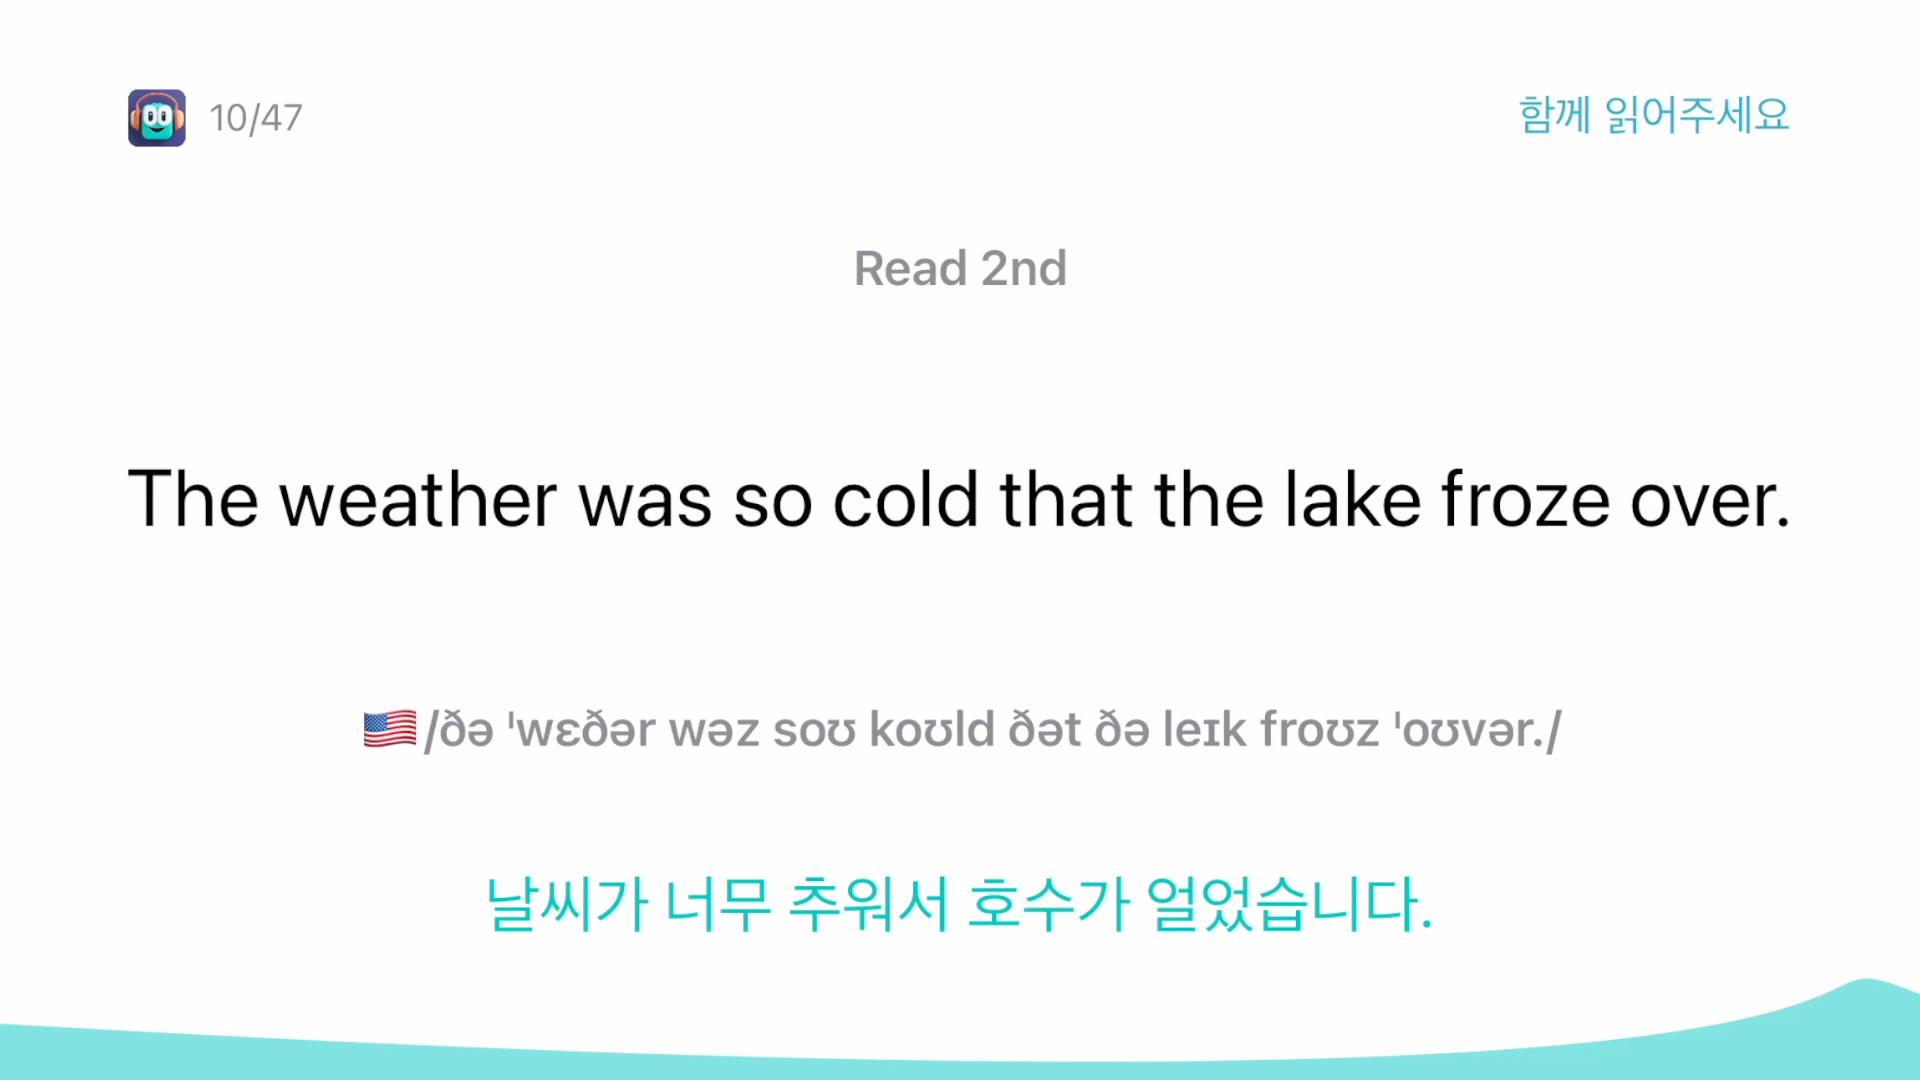 10/47
함께 읽어주세요
Read 2nd
The weather was so cold that the lake froze over.
🇺🇸/ðə ˈwɛðər wəz soʊ koʊld ðət ðə leɪk froʊz ˈoʊvər./
날씨가 너무 추워서 호수가 얼었습니다.